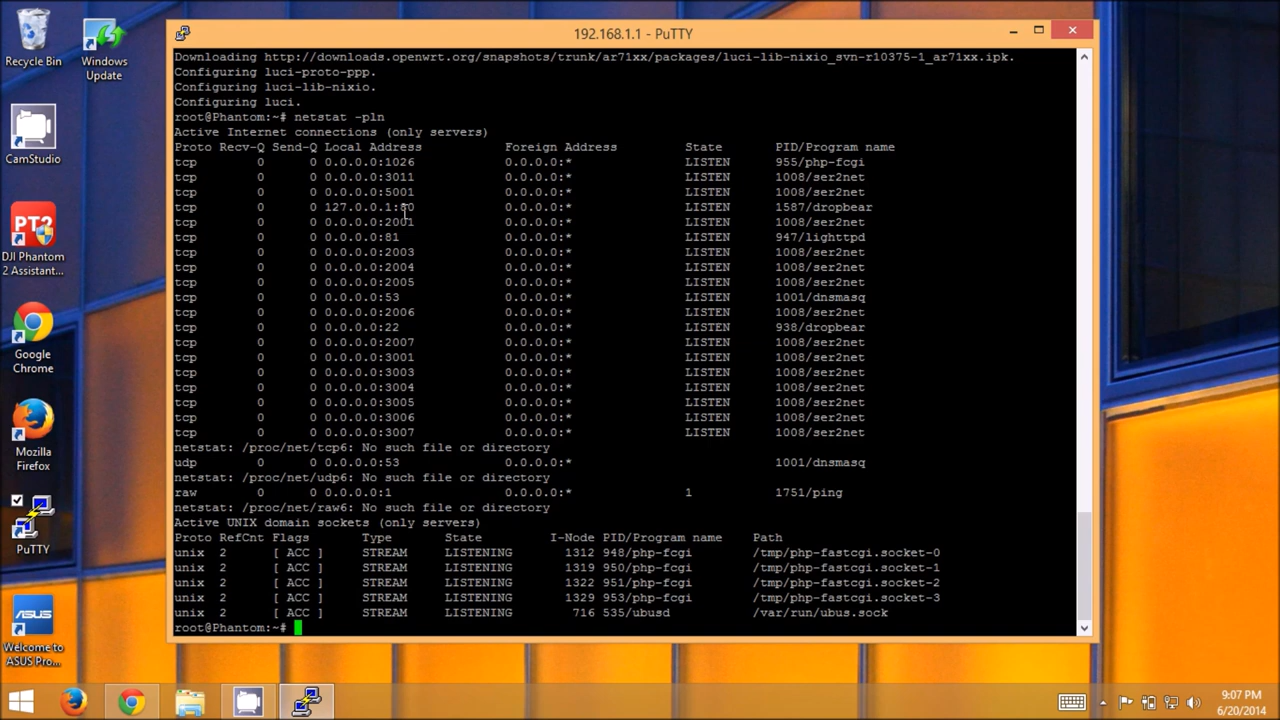 Recycle Bin
Windows
Update
CamStudio
PT2
DJI Phantom
2 Assistant...
Google
Chrome
Mozilla
Firefox
PuTTY
ASUS
Welcome to
ASUS Pro...
192.168.1.1 - PuTTY
Downloading http://downloads.openwrt.org/snapshots/trunk/ar71xx/packages/luci-lib-nixio_svn-r10375-1_ar71xx.ipk.
Configuring luci-proto-ppp.
Configuring luci-lib-nixio.
Configuring luci.
root@Phantom:~# netstat -pln
Active Internet connections (only servers)
Proto Recv-Q Send-Q Local Address Foreign Address State PID/Program name
tcp 0 0 0.0.0.0:1026 0.0.0.0:* LISTEN 955/php-fcgi
tcp 0 0 0.0.0.0:3011 0.0.0.0:* LISTEN 1008/ser2net
tcp 0 0 0.0.0.0:5001 0.0.0.0:* LISTEN 1008/ser2net
tcp 0 0 127.0.0.1:80 0.0.0.0:* LISTEN 1587/dropbear
tcp 0 0 0.0.0.0:2001 0.0.0.0:* LISTEN 1008/ser2net
tcp 0 0 0.0.0.0:81 0.0.0.0:* LISTEN 947/lighttpd
tcp 0 0 0.0.0.0:2003 0.0.0.0:* LISTEN 1008/ser2net
tcp 0 0 0.0.0.0:2004 0.0.0.0:* LISTEN 1008/ser2net
tcp 0 0 0.0.0.0:2005 0.0.0.0:* LISTEN 1008/ser2net
tcp 0 0 0.0.0.0:53 0.0.0.0:* LISTEN 1001/dnsmasq
tcp 0 0 0.0.0.0:2006 0.0.0.0:* LISTEN 1008/ser2net
tcp 0 0 0.0.0.0:22 0.0.0.0:* LISTEN 938/dropbear
tcp 0 0 0.0.0.0:2007 0.0.0.0:* LISTEN 1008/ser2net
tcp 0 0 0.0.0.0:3001 0.0.0.0:* LISTEN 1008/ser2net
tcp 0 0 0.0.0.0:3003 0.0.0.0:* LISTEN 1008/ser2net
tcp 0 0 0.0.0.0:3004 0.0.0.0:* LISTEN 1008/ser2net
tcp 0 0 0.0.0.0:3005 0.0.0.0:* LISTEN 1008/ser2net
tcp 0 0 0.0.0.0:3006 0.0.0.0:* LISTEN 1008/ser2net
tcp 0 0 0.0.0.0:3007 0.0.0.0:* LISTEN 1008/ser2net
netstat: /proc/net/tcp6: No such file or directory
udp 0 0 0.0.0.0:53 0.0.0.0:* 1001/dnsmasq
netstat: /proc/net/udp6: No such file or directory
raw 0 0 0.0.0.0:1 0.0.0.0:* 1 1751/ping
netstat: /proc/net/raw6: No such file or directory
Active UNIX domain sockets (only servers)
Proto RefCnt Flags Type State I-Node PID/Program name Path
unix 2 [ ACC ] STREAM LISTENING 1312 948/php-fcgi /tmp/php-fastcgi.socket-0
unix 2 [ ACC ] STREAM LISTENING 1319 950/php-fcgi /tmp/php-fastcgi.socket-1
unix 2 [ ACC ] STREAM LISTENING 1322 951/php-fcgi /tmp/php-fastcgi.socket-2
unix 2 [ ACC ] STREAM LISTENING 1329 953/php-fcgi /tmp/php-fastcgi.socket-3
unix 2 [ ACC ] STREAM LISTENING 716 535/ubusd /var/run/ubus.sock
root@Phantom:~#
9:07 PM
6/20/2014